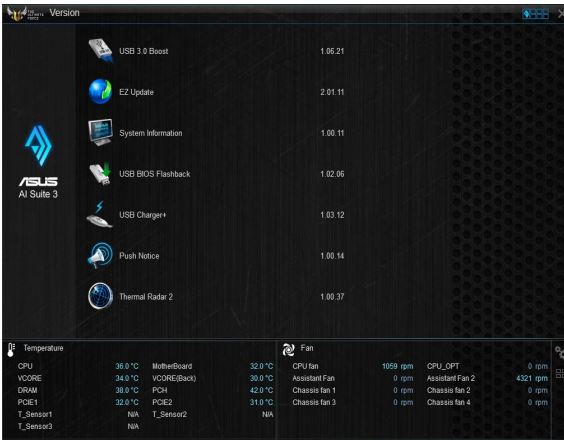 THE ULTIMATE FORCE Version
USB 3.0 Boost 1.06.21
EZ Update 2.01.11
System Information 1.00.11
USB BIOS Flashback 1.02.06
ASUS
AI Suite 3
USB Charger+ 1.03.12
Push Notice 1.00.14
Thermal Radar 2 1.00.37
Temperature Fan
CPU 36.0 °C MotherBoard 32.0 °C CPU fan 1059 rpm CPU_OPT 0 rpm
VCORE 34.0 °C VCORE(Back) 30.0 °C Assistant Fan 0 rpm Assistant Fan 2 4321 rpm
DRAM 38.0 °C PCH 42.0 °C Chassis fan 1 0 rpm Chassis fan 2 0 rpm
PCIE1 32.0 °C PCIE2 31.0 °C Chassis fan 3 0 rpm Chassis fan 4 0 rpm
T_Sensor1 N/A T_Sensor2 N/A
T_Sensor3 N/A